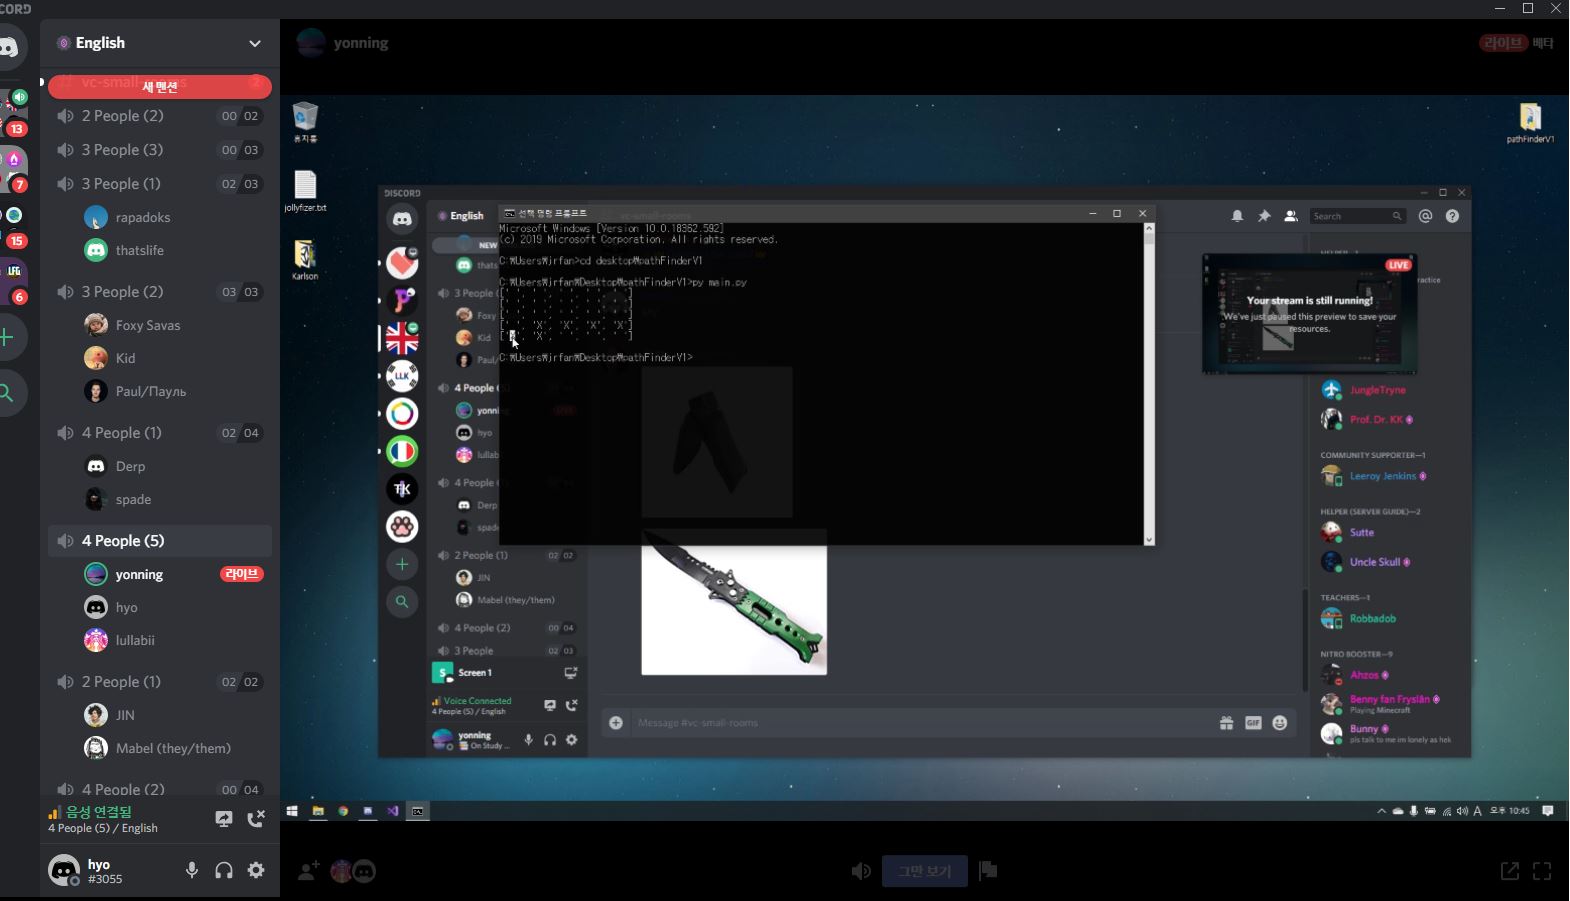 CORD
English
vc-small-rooms 2
새 멘션
2 People (2) 00 02
3 People (3) 00 03
3 People (1) 02 03
rapadoks
thatslife
3 People (2) 03 03
Foxy Savas
Kid
Paul/Пауль
4 People (1) 02 04
Derp
spade
4 People (5)
yonning 라이브
hyo
lullabii
2 People (1) 02 02
JIN
Mabel (they/them)
4 People (2) 00 04
음성 연결됨
4 People (5) / English
hyo
#3055
13
7
15
LFG
6
yonning
라이브 베타
휴지통
jollyfizer.txt
Karlson
pathFinderV1
DISCORD
English
vc-small-rooms
Search
NEW
thats
3 People
Foxy
Kid
Paul/
4 People
yonni
hyo
lullab
4 People
Derp
spade
2 People (1) 02 02
JIN
Mabel (they/them)
4 People (2) 00 04
3 People 02 03
LLK
TK
S
Screen 1
Voice Connected
4 People (5) / English
yonning
On Study ...
선택 명령 프롬프트
Microsoft Windows [Version 10.0.18362.592]
(c) 2019 Microsoft Corporation. All rights reserved.
C:₩Users₩jrfan>cd desktop₩pathFinderV1
C:₩Users₩jrfan₩Desktop₩pathFinderV1>py main.py
C:₩Users₩jrfan₩Desktop₩pathFinderV1>
LIVE
Your stream is still running!
We've just paused this preview to save your
resources.
ractice
JungleTryne
Prof. Dr. KK
COMMUNITY SUPPORTER—1
Leeroy Jenkins
HELPER (SERVER GUIDE)—2
Sutte
Uncle Skull
TEACHERS—1
Robbadob
NITRO BOOSTER—9
Ahzos
Benny fan Fryslân
Playing Minecraft
Bunny
pls talk to me im lonely as hek
Message #vc-small-rooms
GIF
A 오후 10:45
그만 보기